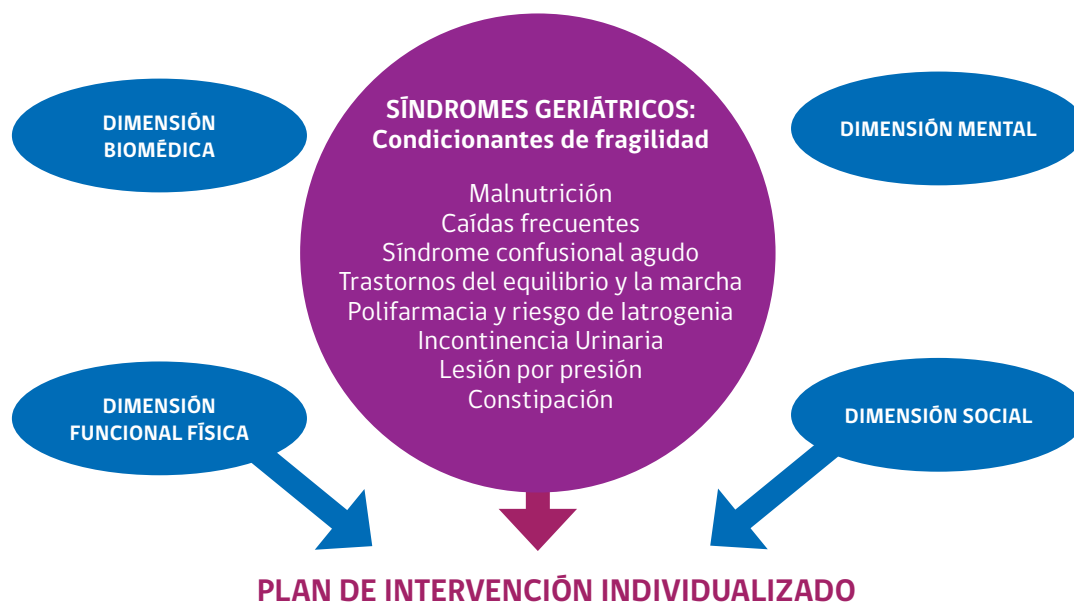 DIMENSIÓN
BIOMÉDICA
SÍNDROMES GERIÁTRICOS:
Condicionantes de fragilidad
Malnutrición
Caídas frecuentes
Síndrome confusional agudo
Trastornos del equilibrio y la marcha
Polifarmacia y riesgo de Iatrogenia
Incontinencia Urinaria
Lesión por presión
Constipación
DIMENSIÓN MENTAL
DIMENSIÓN
FUNCIONAL FÍSICA
DIMENSIÓN SOCIAL
PLAN DE INTERVENCIÓN INDIVIDUALIZADO